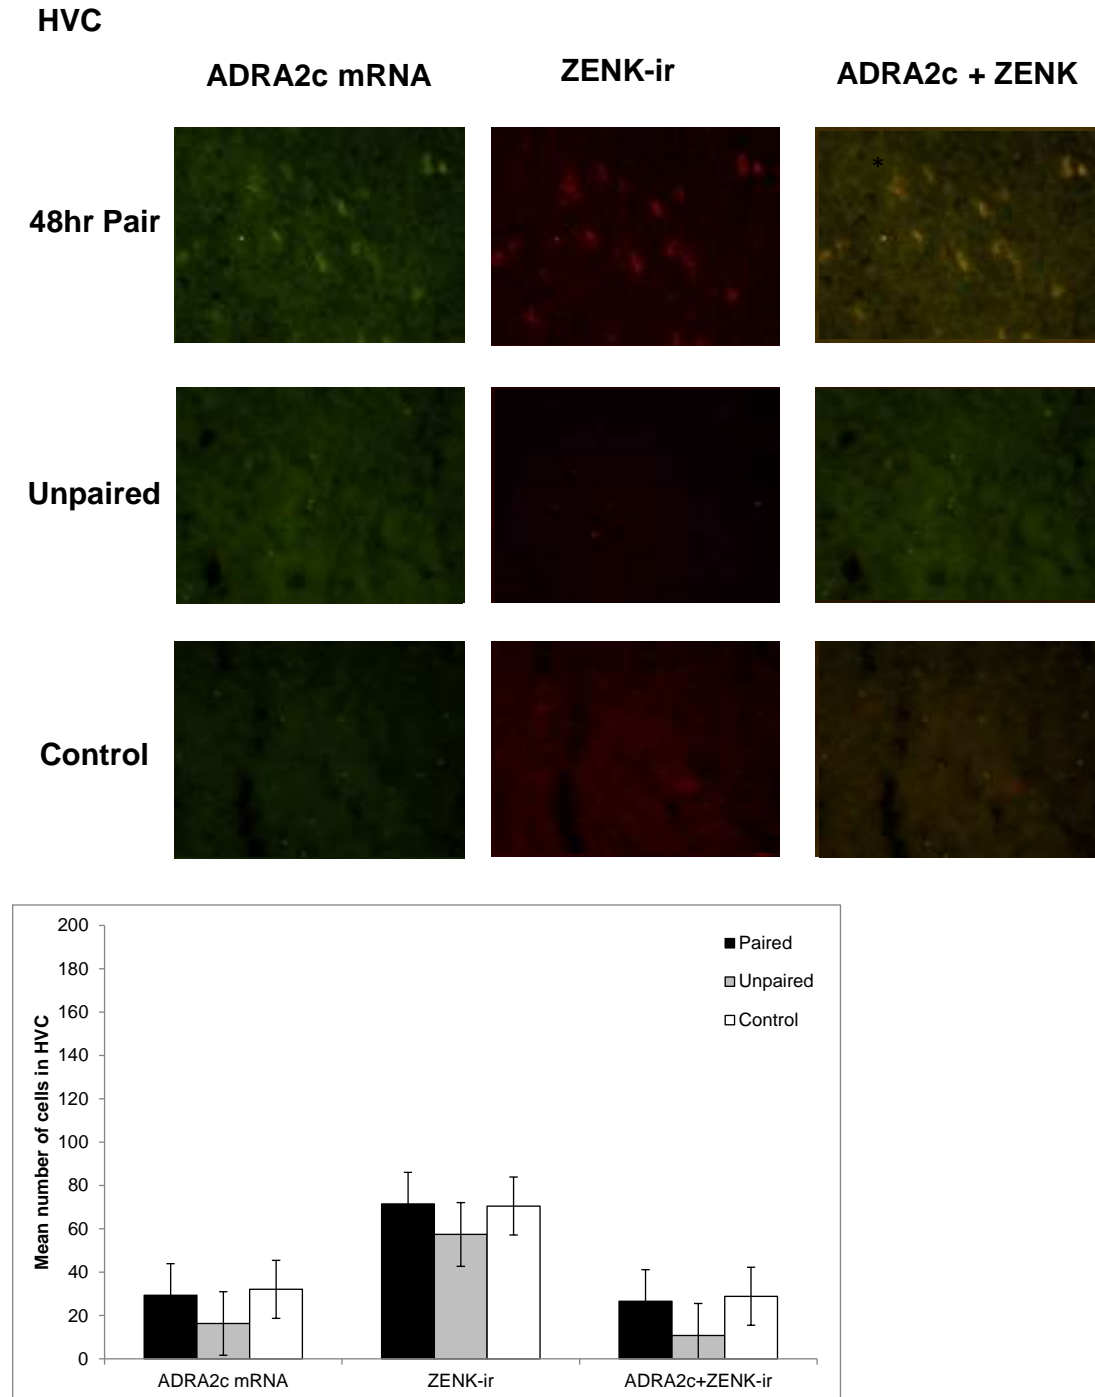 HVC
ADRA2c mRNA
ZENK-ir
ADRA2c + ZENK
48hr Pair
*
Unpaired
Control
200
180
160
140
120
100
80
60
40
20
0
Mean number of cells in HVC
Paired
Unpaired
Control
ADRA2c mRNA
ZENK-ir
ADRA2c+ZENK-ir